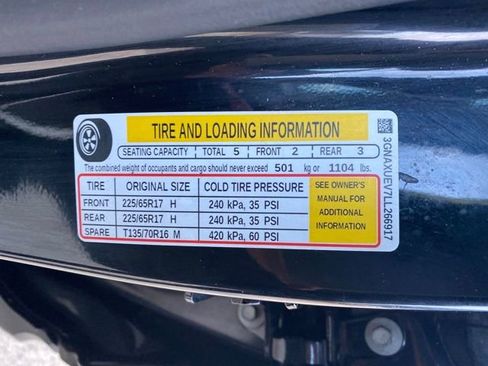 TIRE AND LOADING INFORMATION
SEATING CAPACITY TOTAL 5 FRONT 2 REAR 3
The combined weight of occupants and cargo should never exceed 501 kg or 1104 lbs.
TIRE ORIGINAL SIZE COLD TIRE PRESSURE
FRONT 225/65R17 H 240 kPa, 35 PSI
REAR 225/65R17 H 240 kPa, 35 PSI
SPARE T135/70R16 M 420 kPa, 60 PSI
SEE OWNER'S
MANUAL FOR
ADDITIONAL
INFORMATION
3GNAXUEV7LL266917